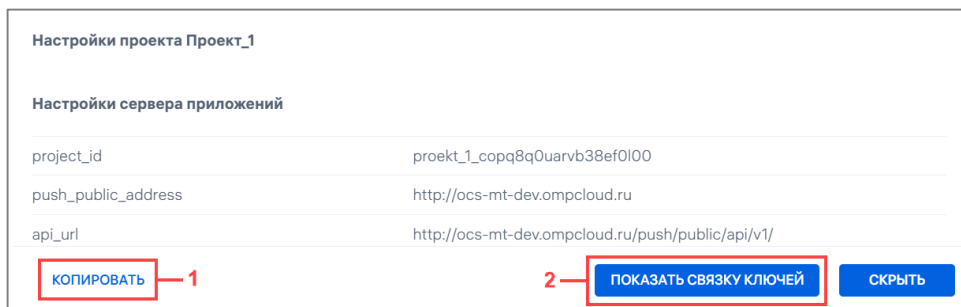 Настройки проекта Проект_1
Настройки сервера приложений
project_id proekt_1_copq8q0uarvb38ef0l00
push_public_address http://ocs-mt-dev.ompcloud.ru
api_url http://ocs-mt-dev.ompcloud.ru/push/public/api/v1/
КОПИРОВАТЬ 1 2 ПОКАЗАТЬ СВЯЗКУ КЛЮЧЕЙ СКРЫТЬ